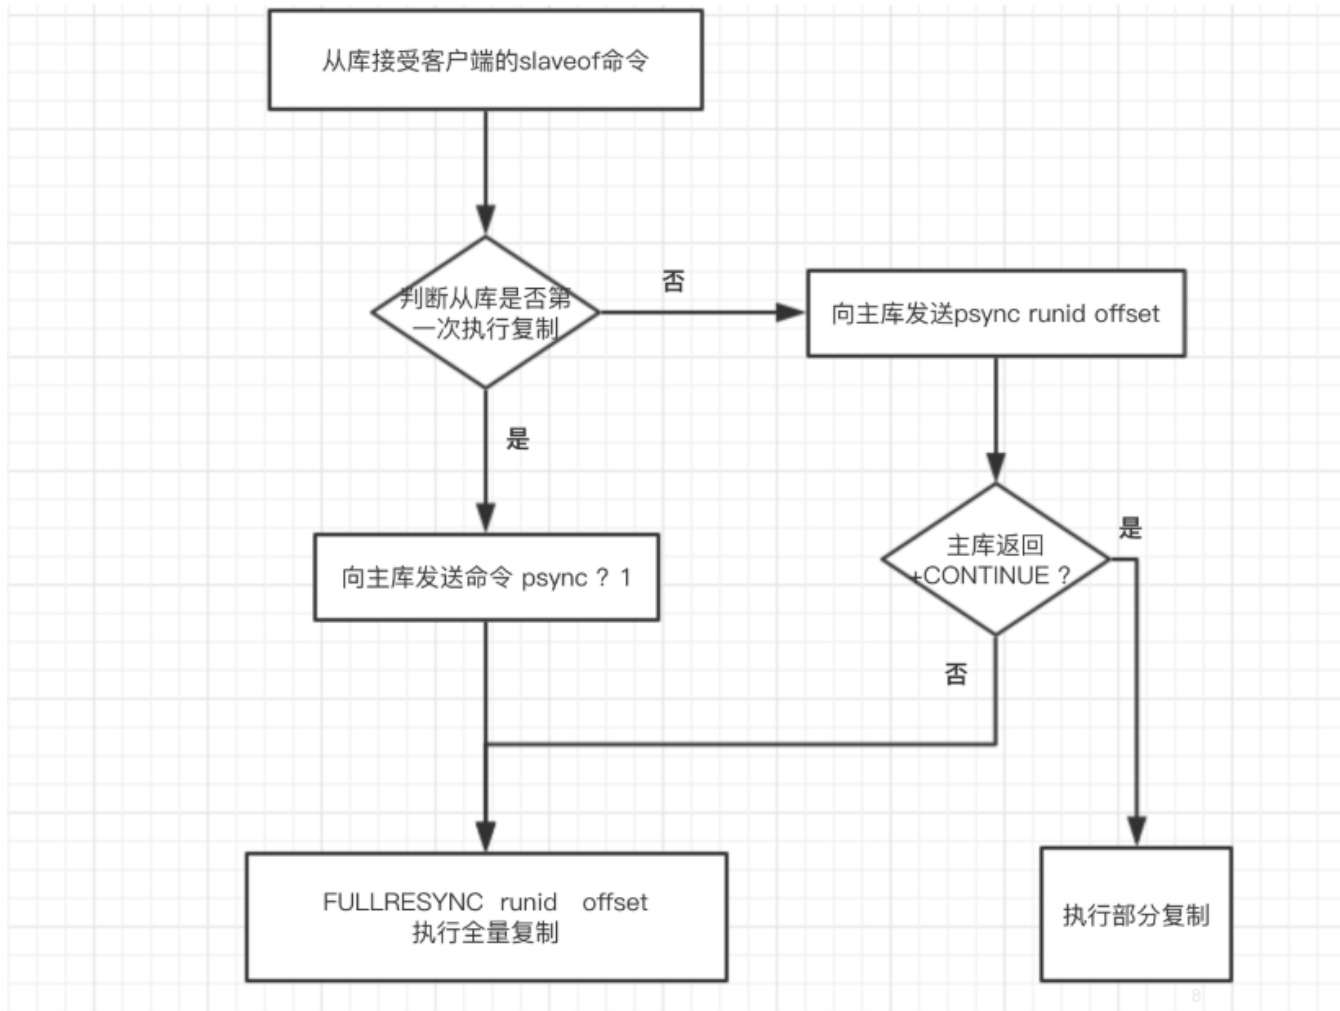 从库接受客户端的slaveof命令
判断从库是否第
一次执行复制
否
向主库发送psync runid offset
是
向主库发送命令 psync ? 1
主库返回
+CONTINUE ?
是
否
FULLRESYNC runid offset
执行全量复制
执行部分复制
8